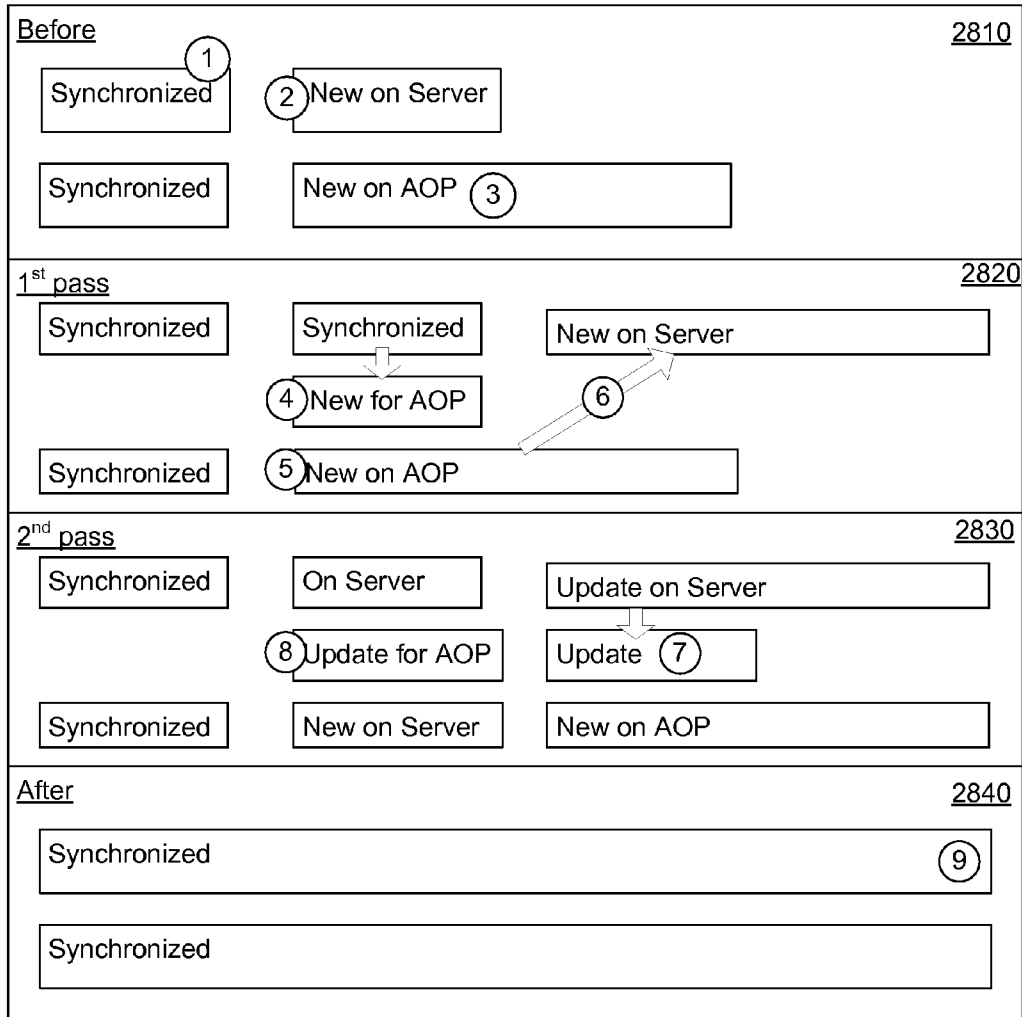 Before 2810
1
Synchronized 2 New on Server
Synchronized New on AOP 3
1st pass 2820
Synchronized Synchronized New on Server
4 New for AOP 6
Synchronized 5 New on AOP
2nd pass 2830
Synchronized On Server Update on Server
8 Update for AOP Update 7
Synchronized New on Server New on AOP
After 2840
Synchronized 9
Synchronized